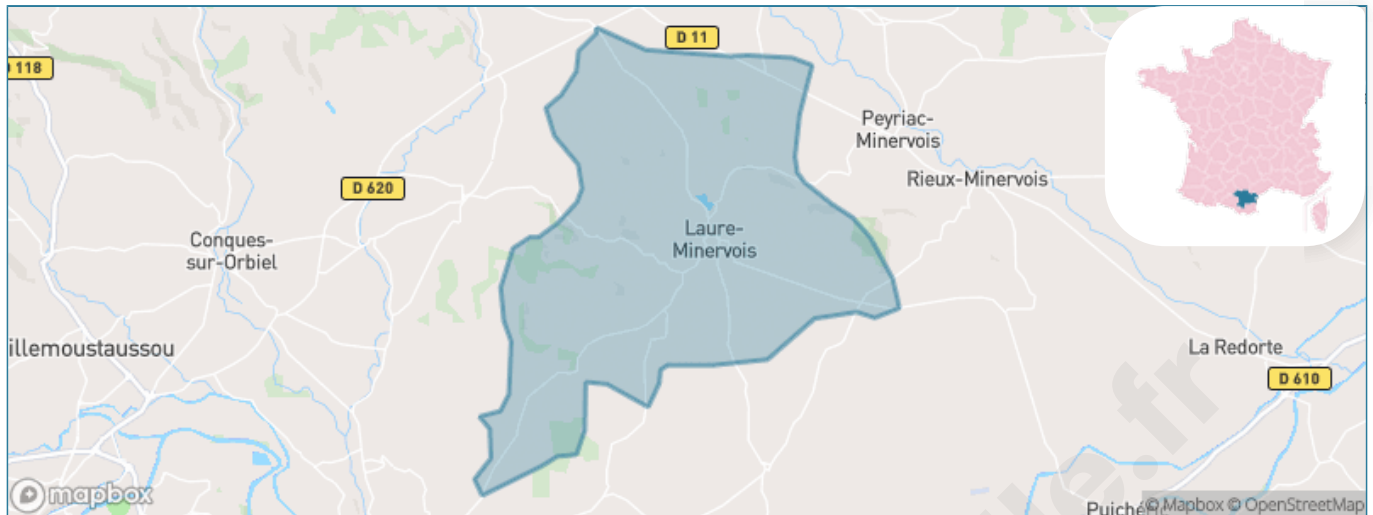 D 11
118
Peyriac-
Minervois
D 620
Rieux-Minervois
Laure-
Minervois
Conques-
sur-Orbiel
illemoustaussou
La Redorte
D 610
mapbox
© Mapbox © OpenStreetMap